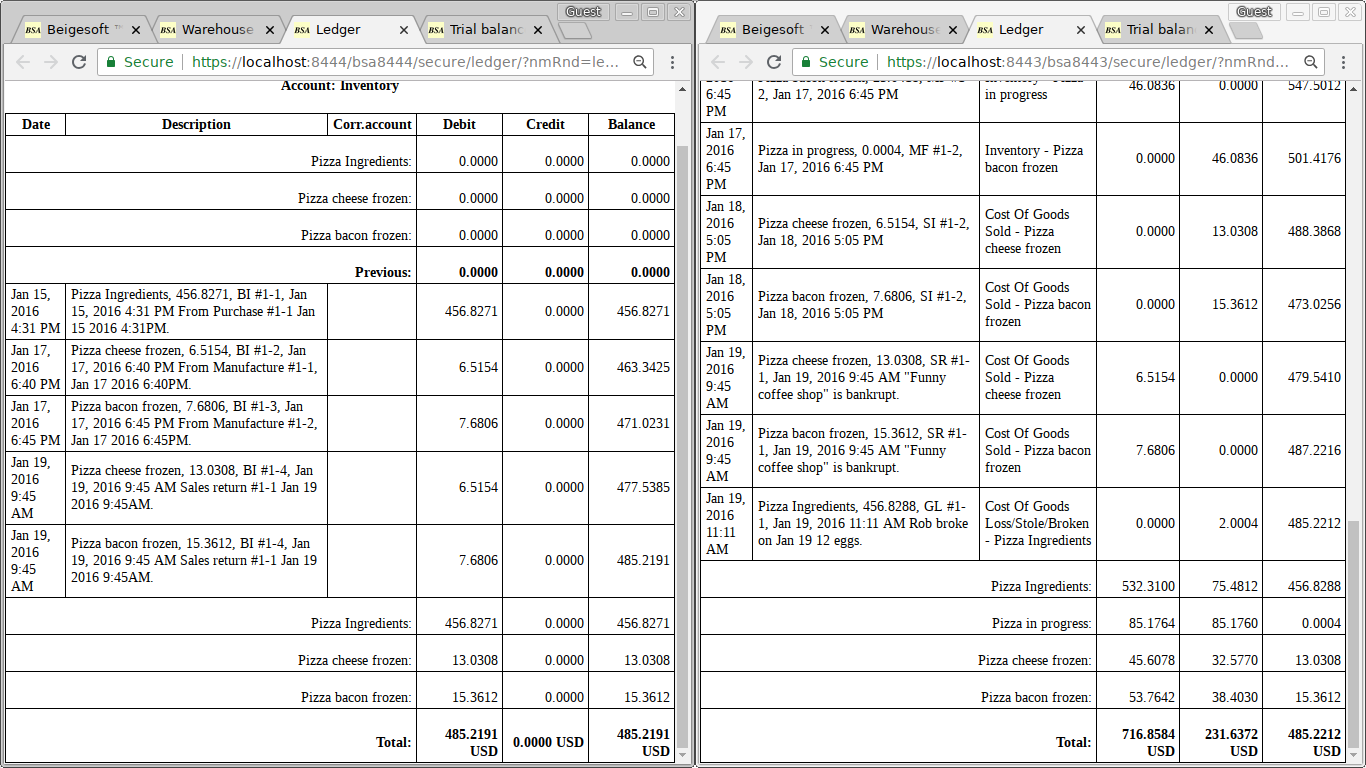 Guest
BSA Beigesoft ™
BSA Warehouse
BSA Ledger
BSA Trial balanc
Secure
https://localhost:8444/bsa8444/secure/ledger/?nmRnd=le...
Account: Inventory
Date Description Corr.account Debit Credit Balance
Pizza Ingredients: 0.0000 0.0000 0.0000
Pizza cheese frozen: 0.0000 0.0000 0.0000
Pizza bacon frozen: 0.0000 0.0000 0.0000
Previous: 0.0000 0.0000 0.0000
Jan 15,
2016
4:31 PM
Pizza Ingredients, 456.8271, BI #1-1, Jan
15, 2016 4:31 PM From Purchase #1-1 Jan
15 2016 4:31PM.
456.8271 0.0000 456.8271
Jan 17,
2016
6:40 PM
Pizza cheese frozen, 6.5154, BI #1-2, Jan
17, 2016 6:40 PM From Manufacture #1-1,
Jan 17 2016 6:40PM.
6.5154 0.0000 463.3425
Jan 17,
2016
6:45 PM
Pizza bacon frozen, 7.6806, BI #1-3, Jan
17, 2016 6:45 PM From Manufacture #1-2,
Jan 17 2016 6:45PM.
7.6806 0.0000 471.0231
Jan 19,
2016
9:45
AM
Pizza cheese frozen, 13.0308, BI #1-4, Jan
19, 2016 9:45 AM Sales return #1-1 Jan 19
2016 9:45AM.
6.5154 0.0000 477.5385
Jan 19,
2016
9:45
AM
Pizza bacon frozen, 15.3612, BI #1-4, Jan
19, 2016 9:45 AM Sales return #1-1 Jan 19
2016 9:45AM.
7.6806 0.0000 485.2191
Pizza Ingredients: 456.8271 0.0000 456.8271
Pizza cheese frozen: 13.0308 0.0000 13.0308
Pizza bacon frozen: 15.3612 0.0000 15.3612
Total: 485.2191 USD 0.0000 USD 485.2191 USD
Guest
BSA Beigesoft
BSA Warehouse
BSA Ledger
BSA Trial balanc
Secure
https://localhost:8443/bsa8443/secure/ledger/?nmRnd...
6:45
PM
2, Jan 17, 2016 6:45 PM
Inventory - Pizza
in progress
46.0836 0.0000 547.5012
Jan 17,
2016
6:45
PM
Pizza in progress, 0.0004, MF #1-2,
Jan 17, 2016 6:45 PM
Inventory - Pizza
bacon frozen
0.0000 46.0836 501.4176
Jan 18,
2016
5:05
PM
Pizza cheese frozen, 6.5154, SI #1-2,
Jan 18, 2016 5:05 PM
Cost Of Goods
Sold - Pizza
cheese frozen
0.0000 13.0308 488.3868
Jan 18,
2016
5:05
PM
Pizza bacon frozen, 7.6806, SI #1-2,
Jan 18, 2016 5:05 PM
Cost Of Goods
Sold - Pizza bacon
frozen
0.0000 15.3612 473.0256
Jan 19,
2016
9:45
AM
Pizza cheese frozen, 13.0308, SR #1-
1, Jan 19, 2016 9:45 AM "Funny
coffee shop" is bankrupt.
Cost Of Goods
Sold - Pizza
cheese frozen
6.5154 0.0000 479.5410
Jan 19,
2016
9:45
AM
Pizza bacon frozen, 15.3612, SR #1-
1, Jan 19, 2016 9:45 AM "Funny
coffee shop" is bankrupt.
Cost Of Goods
Sold - Pizza bacon
frozen
7.6806 0.0000 487.2216
Jan 19,
2016
11:11
AM
Pizza Ingredients, 456.8288, GL #1-
1, Jan 19, 2016 11:11 AM Rob broke
on Jan 19 12 eggs.
Cost Of Goods
Loss/Stole/Broken
- Pizza Ingredients
0.0000 2.0004 485.2212
Pizza Ingredients: 532.3100 75.4812 456.8288
Pizza in progress: 85.1764 85.1760 0.0004
Pizza cheese frozen: 45.6078 32.5770 13.0308
Pizza bacon frozen: 53.7642 38.4030 15.3612
Total: 716.8584 USD 231.6372 USD 485.2212 USD